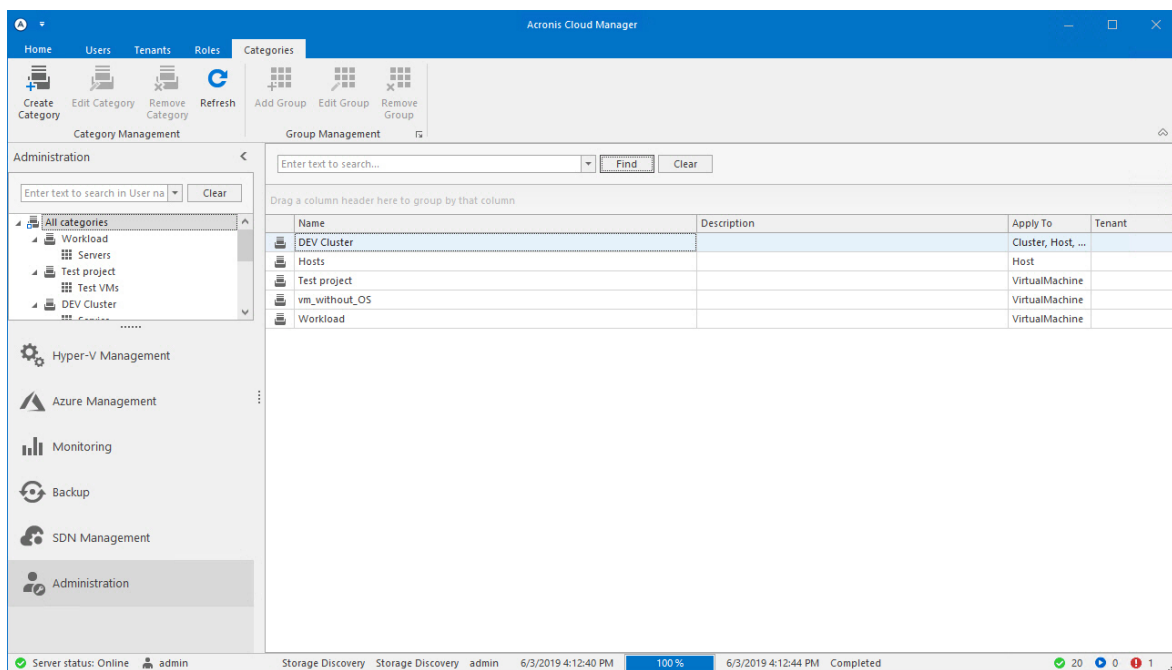 A
Acronis Cloud Manager
Home Users Tenants Roles Categories
Create Category Edit Category Remove Category Refresh Add Group Edit Group Remove Group
Category Management Group Management
Administration
Enter text to search... Find Clear
Enter text to search in User na Clear
Drag a column header here to group by that column
Name Description Apply To Tenant
All categories
Workload
Servers
Test project
Test VMs
DEV Cluster
DEV Cluster Cluster, Host, ...
Hosts Host
Test project VirtualMachine
vm_without_OS VirtualMachine
Workload VirtualMachine
Hyper-V Management
Azure Management
Monitoring
Backup
SDN Management
Administration
Server status: Online admin Storage Discovery Storage Discovery admin 6/3/2019 4:12:40 PM 100 % 6/3/2019 4:12:44 PM Completed 20 0 1